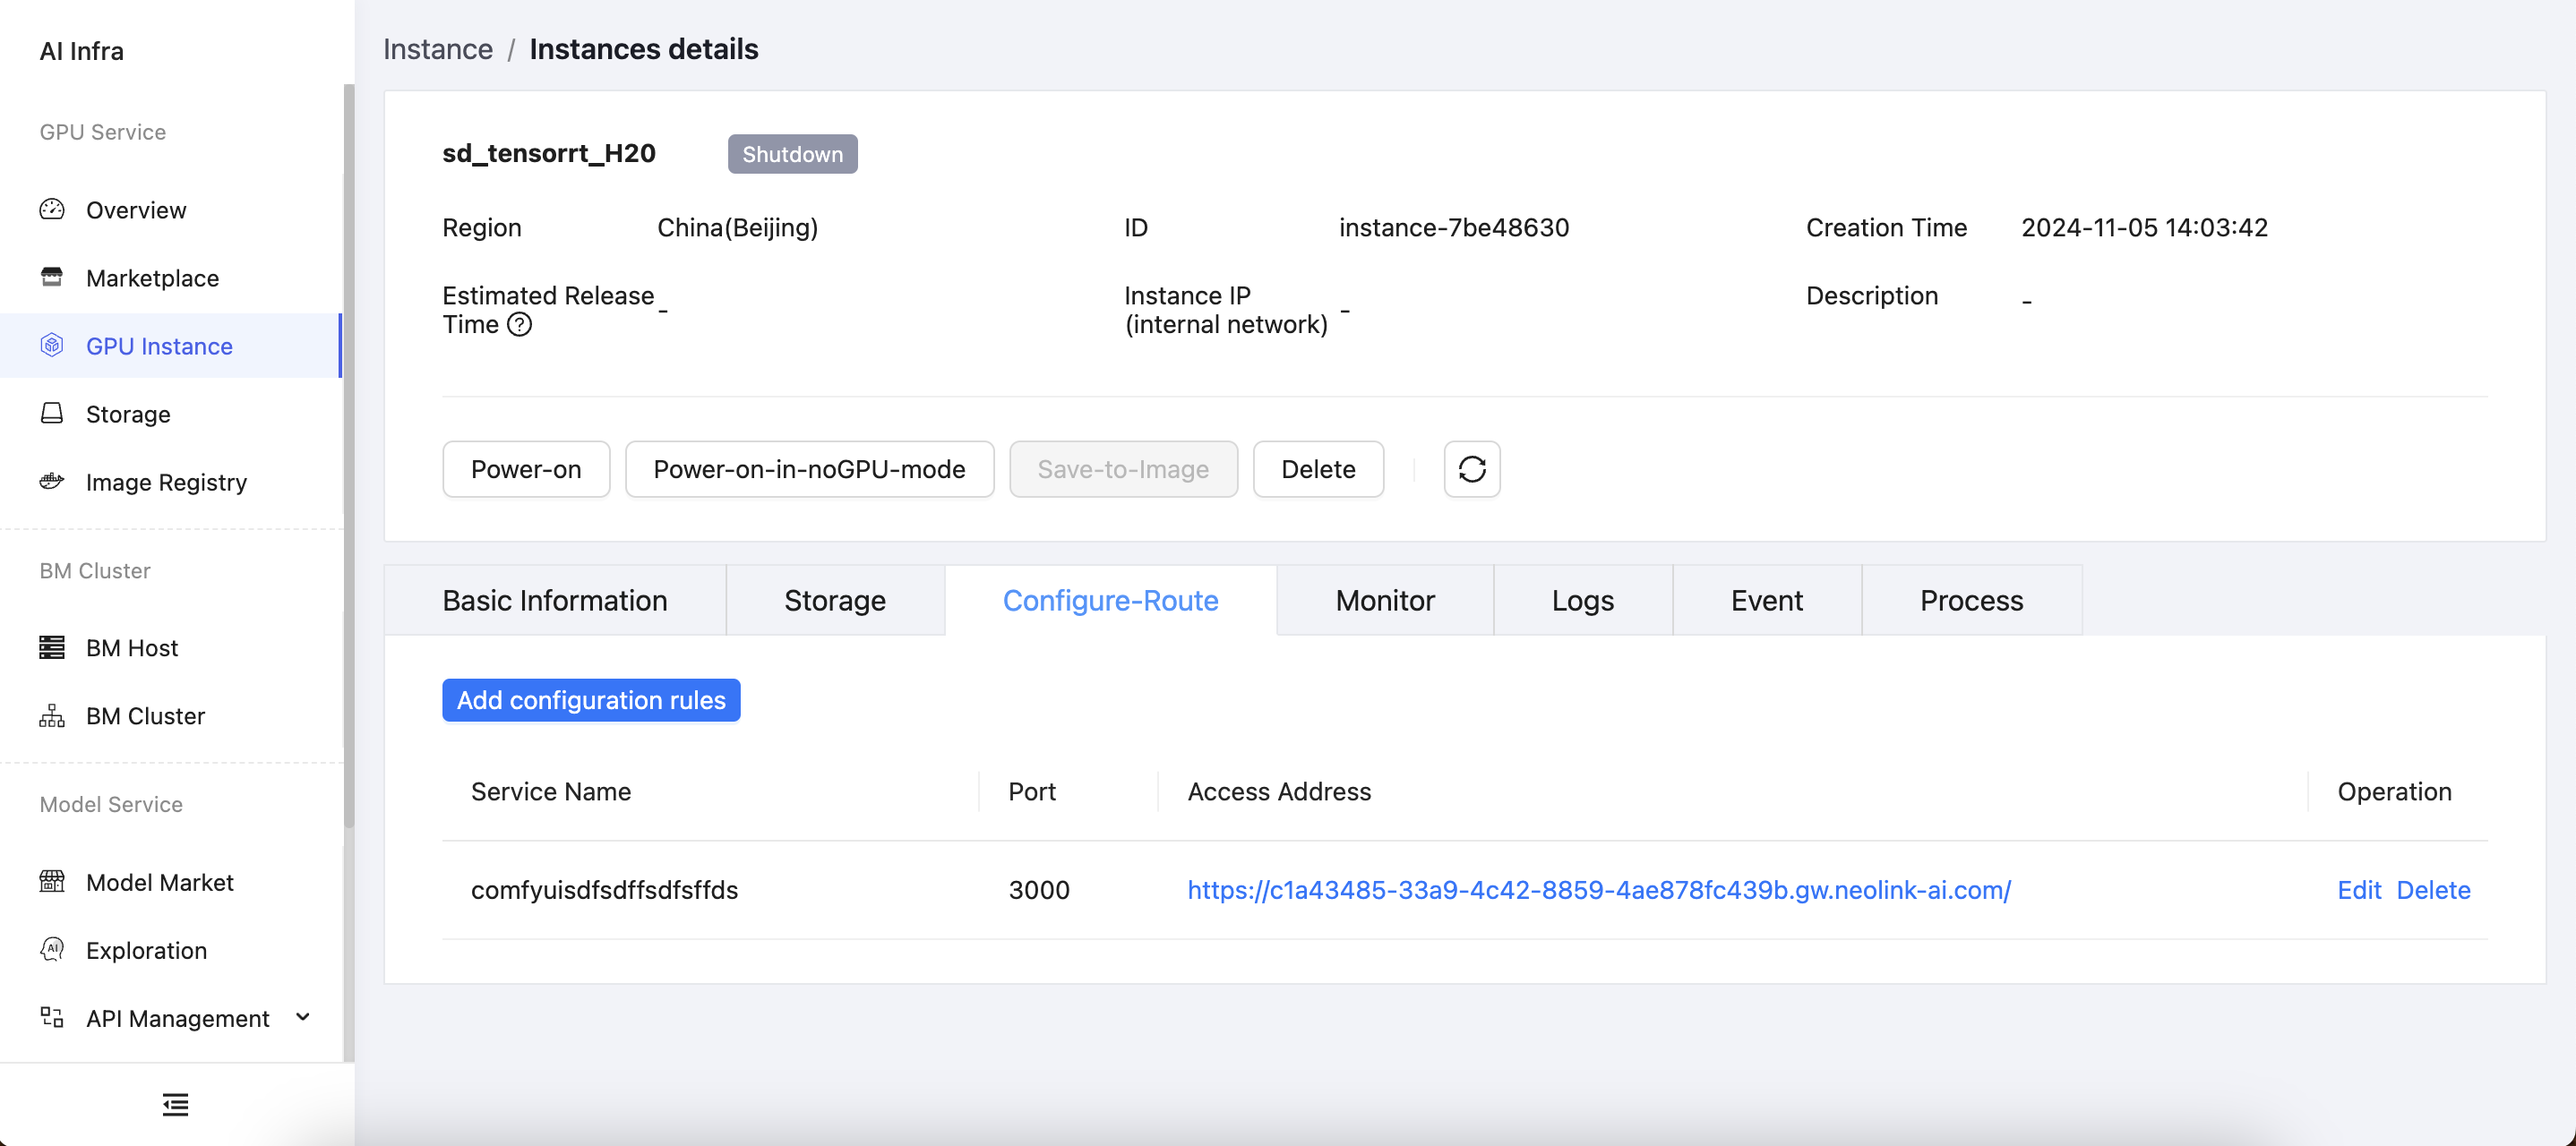 AI Infra
GPU Service
Overview
Marketplace
GPU Instance
Storage
Image Registry
BM Cluster
BM Host
BM Cluster
Model Service
Model Market
Exploration
API Management
Instance / Instances details
sd_tensorrt_H20 Shutdown
Region China(Beijing) ID instance-7be48630 Creation Time 2024-11-05 14:03:42
Estimated Release Time ? - Instance IP (internal network) - Description -
Power-on Power-on-in-noGPU-mode Save-to-Image Delete
Basic Information Storage Configure-Route Monitor Logs Event Process
Add configuration rules
Service Name Port Access Address Operation
comfyuisdfsdffsdfsffds 3000 https://c1a43485-33a9-4c42-8859-4ae878fc439b.gw.neolink-ai.com/ Edit Delete